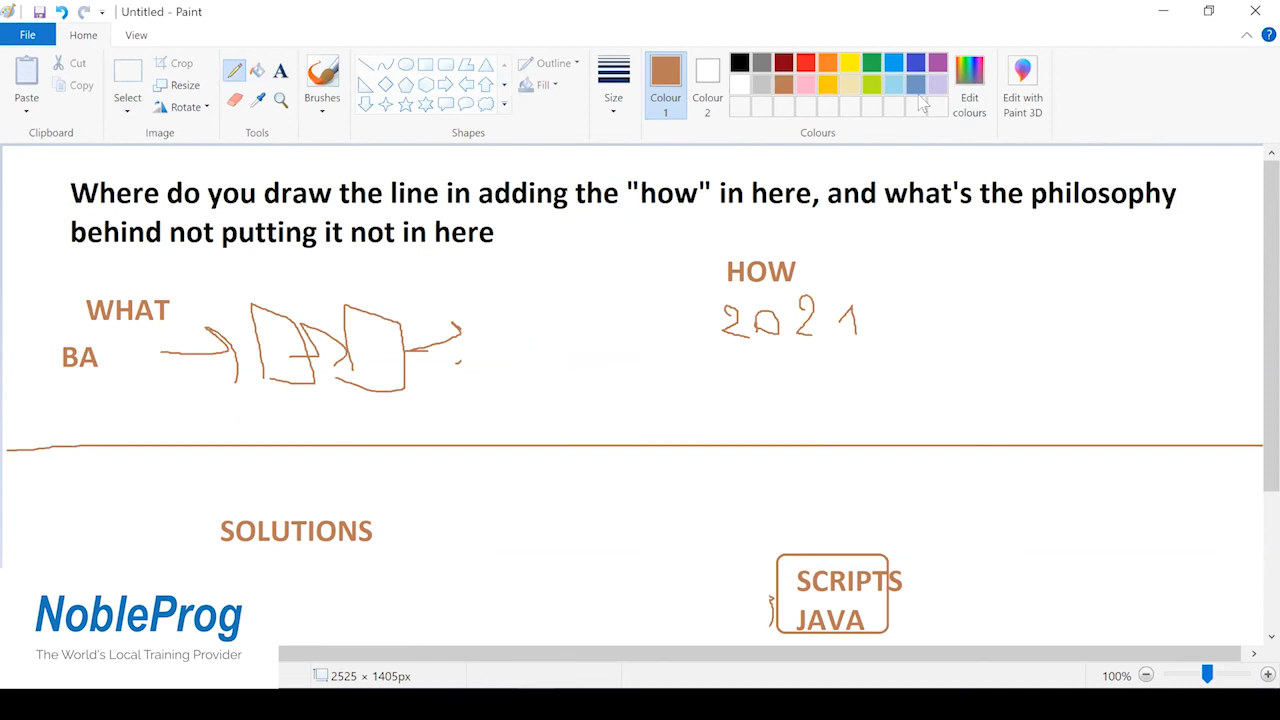 Untitled - Paint
File
Home
View
Paste
Cut
Copy
Clipboard
Select
Crop
Resize
Rotate
Image
Tools
Brushes
Outline
Fill
Shapes
Size
Colour 1
Colour 2
Colours
Edit colours
Edit with Paint 3D
Where do you draw the line in adding the "how" in here, and what's the philosophy
behind not putting it not in here
HOW
WHAT
2021
BA
SOLUTIONS
SCRIPTS
JAVA
NobleProg
The World's Local Training Provider
2525 × 1405px
100%